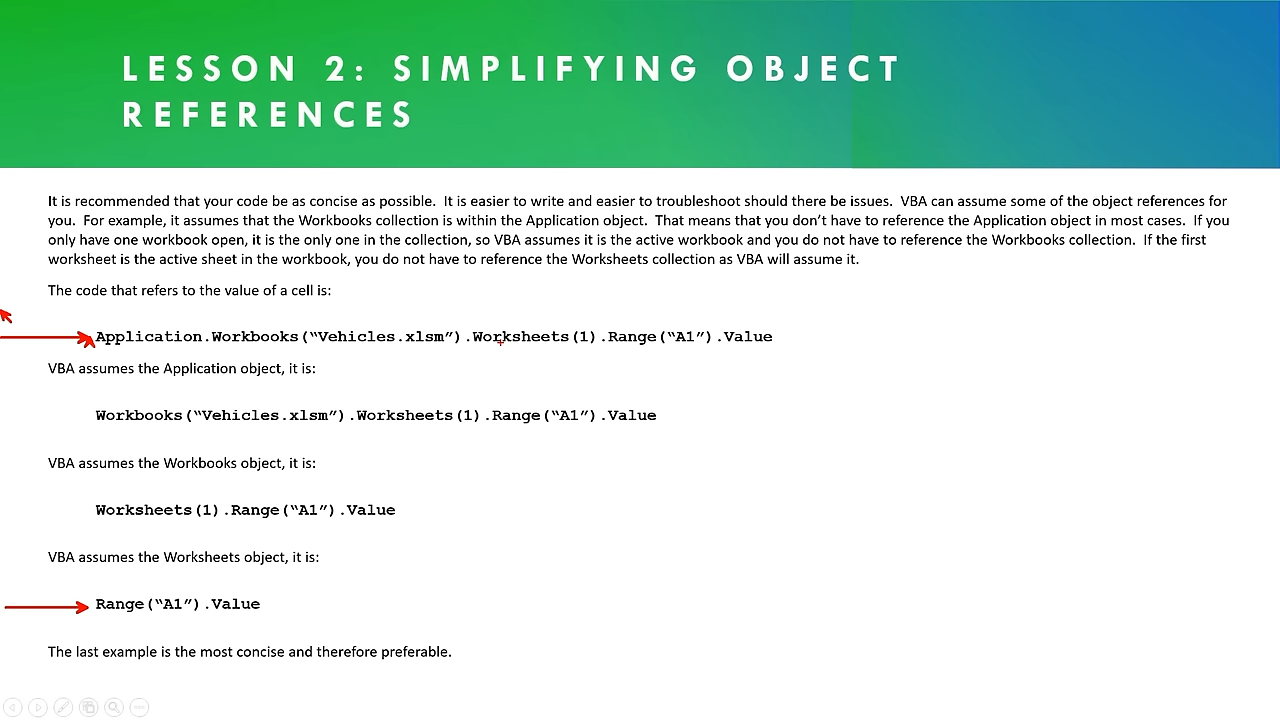 LESSON 2: SIMPLIFYING OBJECT
REFERENCES
It is recommended that your code be as concise as possible.  It is easier to write and easier to troubleshoot should there be issues.  VBA can assume some of the object references for
you.  For example, it assumes that the Workbooks collection is within the Application object.  That means that you don't have to reference the Application object in most cases.  If you
only have one workbook open, it is the only one in the collection, so VBA assumes it is the active workbook and you do not have to reference the Workbooks collection.  If the first
worksheet is the active sheet in the workbook, you do not have to reference the Worksheets collection as VBA will assume it.
The code that refers to the value of a cell is:
Application.Workbooks(“Vehicles.xlsm”).Worksheets(1).Range(“A1”).Value
VBA assumes the Application object, it is:
Workbooks(“Vehicles.xlsm”).Worksheets(1).Range(“A1”).Value
VBA assumes the Workbooks object, it is:
Worksheets(1).Range(“A1”).Value
VBA assumes the Worksheets object, it is:
Range(“A1”).Value
The last example is the most concise and therefore preferable.